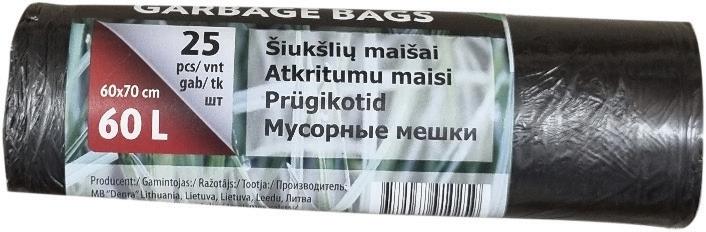 GARBAGE BAGS
25
pcs/ vnt
gab/ tk
шт
60x70 cm
60 L
Šiukšlių maišai
Atkritumu maisi
Prügikotid
Мусорные мешки
Producent:/ Gamintojas:/ Ražotājs:/ Tootja:/ Производитель:
MB "Danra" Lithuania, Lietuva, Lietuva, Leedu, Литва